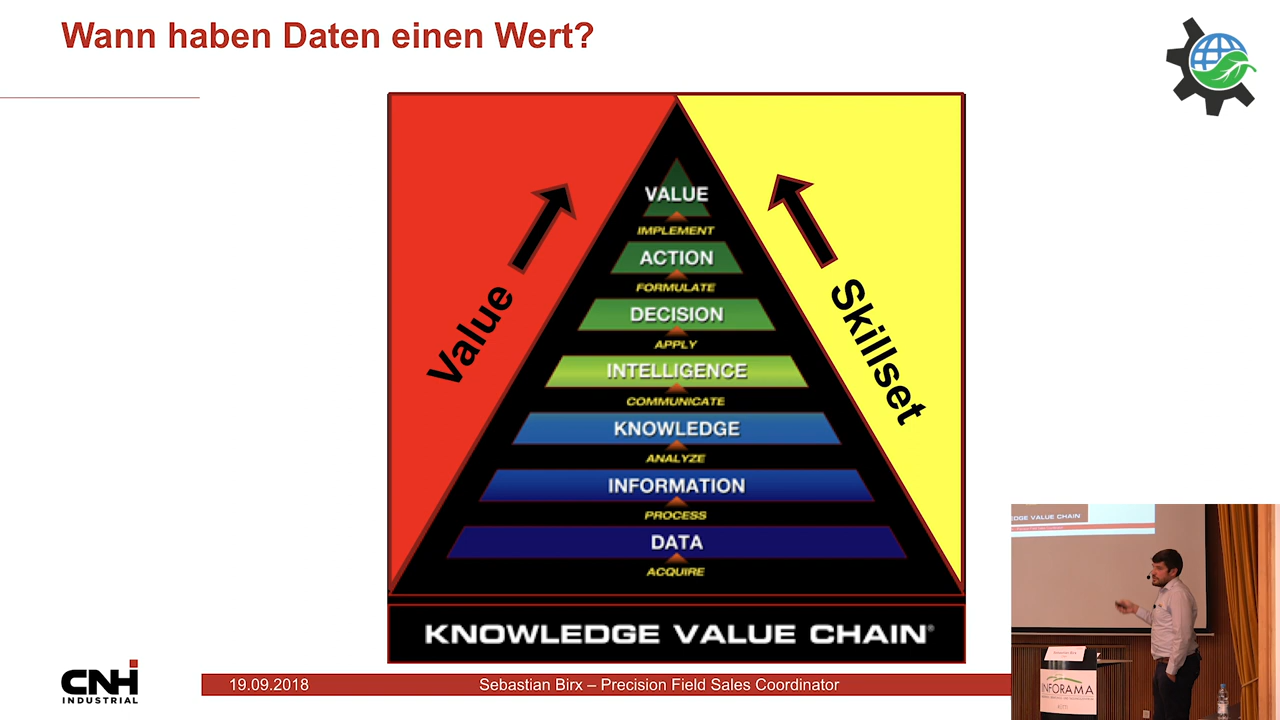 Wann haben Daten einen Wert?
VALUE
IMPLEMENT
ACTION
FORMULATE
DECISION
APPLY
INTELLIGENCE
COMMUNICATE
KNOWLEDGE
ANALYZE
INFORMATION
PROCESS
DATA
ACQUIRE
Value
Skillset
KNOWLEDGE VALUE CHAIN®
CNH
INDUSTRIAL
19.09.2018
Sebastian Birx – Precision Field Sales Coordinator
EDGE VALUE CHAIN
INFORAMA